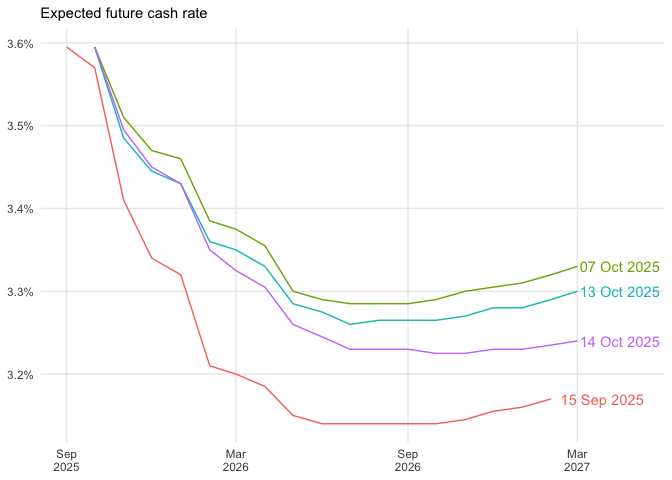 Expected future cash rate
3.6%
3.5%
3.4%
3.3%
3.2%
07 Oct 2025
13 Oct 2025
14 Oct 2025
15 Sep 2025
Sep
2025
Mar
2026
Sep
2026
Mar
2027